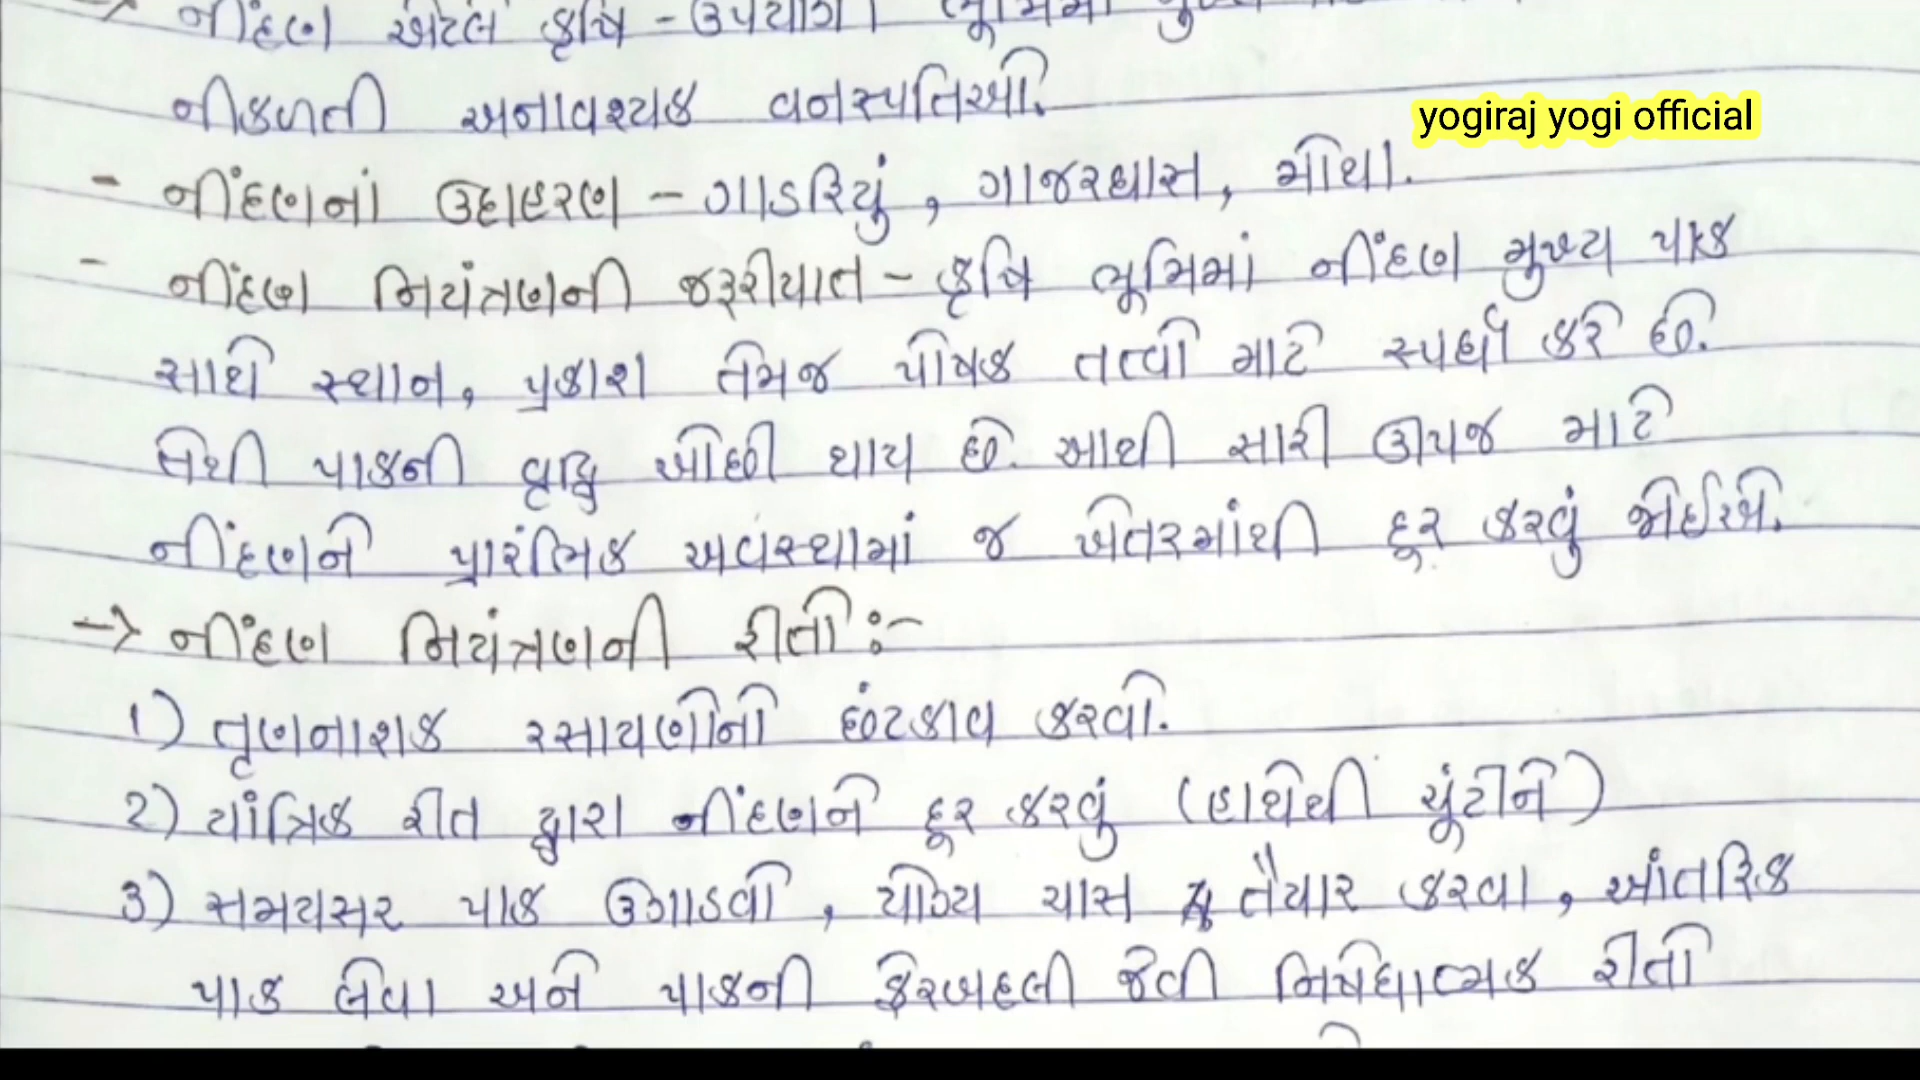 નીંદણ એટલે કૃષિ - ઉપયોગી ભૂમિમાં
નીકળતી અનાવશ્યક વનસ્પતિઓ.
yogiraj yogi official
- નીંદણનાં ઉદાહરણ - ગાડરિયું, ગાજરઘાસ, મોથા.
- નીંદણ નિયંત્રણની જરૂરીયાત - કૃષિ ભૂમિમાં નીંદણ મુખ્ય પાક
સાથે સ્થાન, પ્રકાશ તેમજ પોષક તત્વો માટે સ્પર્ધા કરે છે.
તેથી પાકની વૃદ્ધિ ઓછી થાય છે. આથી સારી ઊપજ માટે
નીંદણને પ્રારંભિક અવસ્થામાં જ ખેતરમાંથી દૂર કરવું જોઈએ.
-> નીંદણ નિયંત્રણની રીતો :-
1) તૃણનાશક રસાયણોનો છંટકાવ કરવો.
2) યાંત્રિક રીત દ્વારા નીંદણને દૂર કરવું (હાથેથી ચૂંટીને)
3) સમયસર પાક ઉગાડવો, યોગ્ય ચાસ તૈયાર કરવા, આંતરિક
પાક લેવા અને પાકની ફેરબદલી જેવી નિષેધાત્મક રીતો